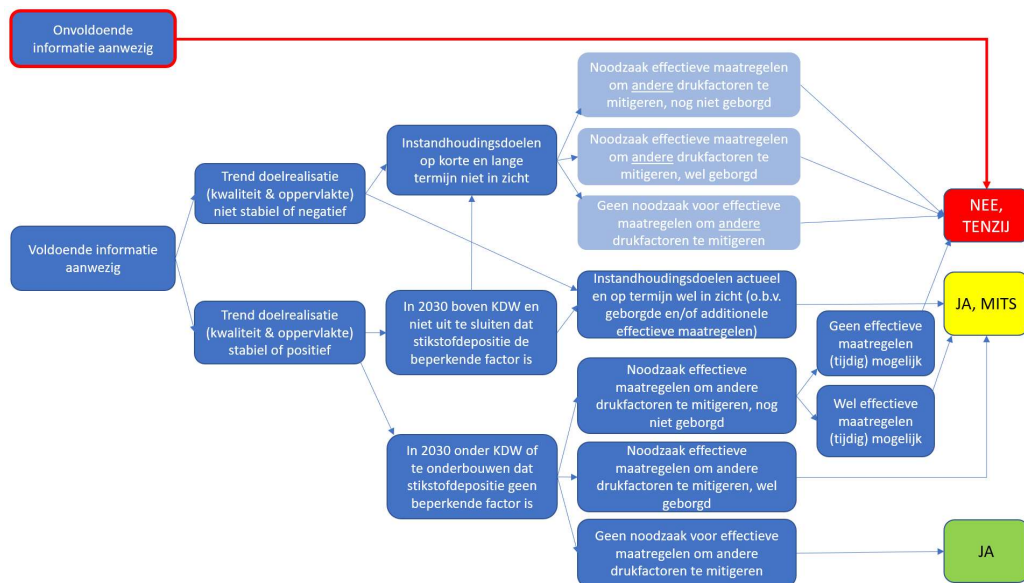 Onvoldoende
informatie aanwezig
Voldoende informatie
aanwezig
Trend doelrealisatie
(kwaliteit & oppervlakte)
niet stabiel of negatief
Trend doelrealisatie
(kwaliteit & oppervlakte)
stabiel of positief
Instandhoudingsdoelen
op korte en lange
termijn niet in zicht
In 2030 boven KDW en
niet uit te sluiten dat
stikstofdepositie de
beperkende factor is
In 2030 onder KDW of
te onderbouwen dat
stikstofdepositie geen
beperkende factor is
Noodzaak effectieve maatregelen
om andere drukfactoren te
mitigeren, nog niet geborgd
Noodzaak effectieve maatregelen
om andere drukfactoren te
mitigeren, wel geborgd
Geen noodzaak voor effectieve
maatregelen om andere
drukfactoren te mitigeren
Instandhoudingsdoelen actueel
en op termijn wel in zicht (o.b.v.
geborgde en/of additionele
effectieve maatregelen)
Noodzaak effectieve
maatregelen om andere
drukfactoren te mitigeren, nog
niet geborgd
Noodzaak effectieve
maatregelen om andere
drukfactoren te mitigeren, wel
geborgd
Geen noodzaak voor effectieve
maatregelen om andere
drukfactoren te mitigeren
Geen effectieve
maatregelen
(tijdig) mogelijk
Wel effectieve
maatregelen
(tijdig) mogelijk
NEE,
TENZIJ
JA, MITS
JA